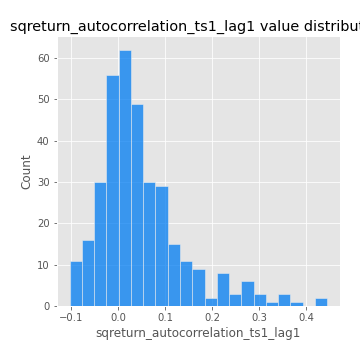 sqreturn_autocorrelation_ts1_lag1 value distribut
60
50
40
30
20
10
0
Count
−0.1 0.0 0.1 0.2 0.3 0.4
sqreturn_autocorrelation_ts1_lag1